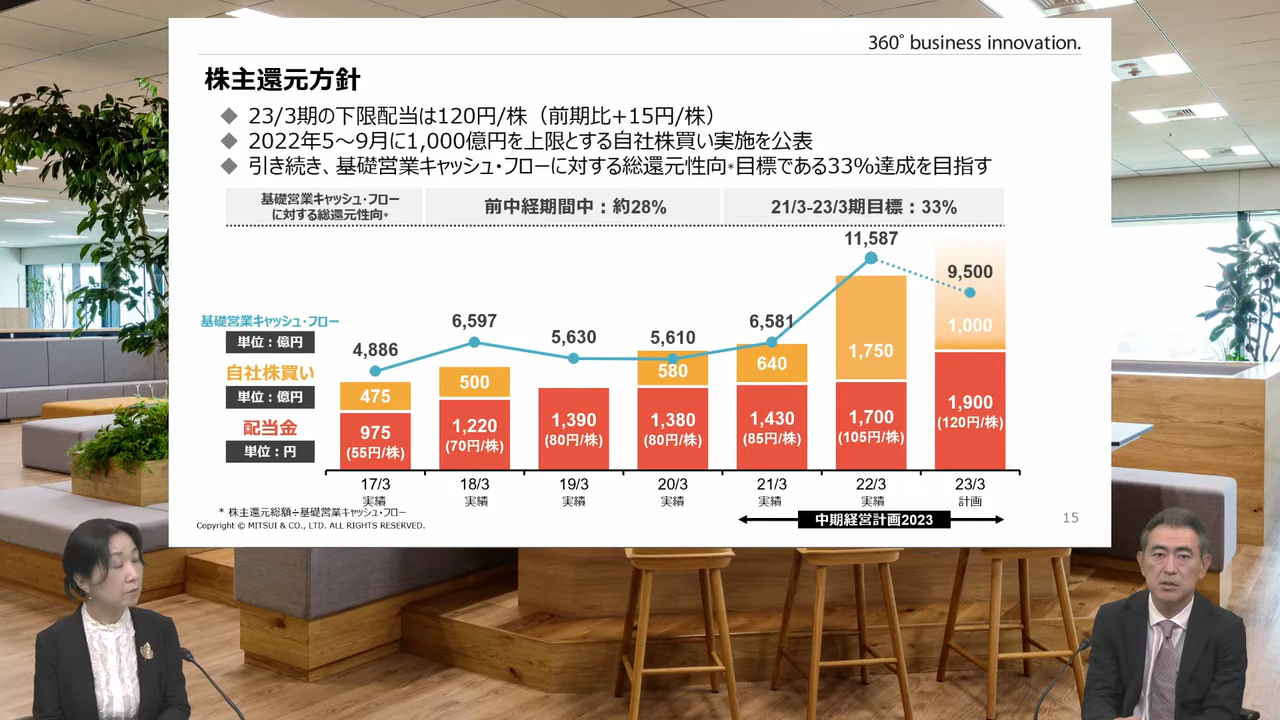 360° business innovation.
株主還元方針
◆ 23/3期の下限配当は120円/株（前期比+15円/株）
◆ 2022年5～9月に1,000億円を上限とする自社株買い実施を公表
◆ 引き続き、基礎営業キャッシュ・フローに対する総還元性向*目標である33%達成を目指す
基礎営業キャッシュ・フロー
に対する総還元性向*
前中経期間中：約28%
21/3-23/3期目標：33%
11,587
9,500
6,597
5,630
5,610
6,581
4,886
基礎営業キャッシュ・フロー
単位：億円
自社株買い
単位：億円
配当金
単位：円
475
500
580
640
1,750
1,000
975
(55円/株)
1,220
(70円/株)
1,390
(80円/株)
1,380
(80円/株)
1,430
(85円/株)
1,700
(105円/株)
1,900
(120円/株)
17/3
実績
18/3
実績
19/3
実績
20/3
実績
21/3
実績
22/3
実績
23/3
計画
* 株主還元総額÷基礎営業キャッシュ・フロー
Copyright © MITSUI & CO., LTD. ALL RIGHTS RESERVED.
中期経営計画2023
15